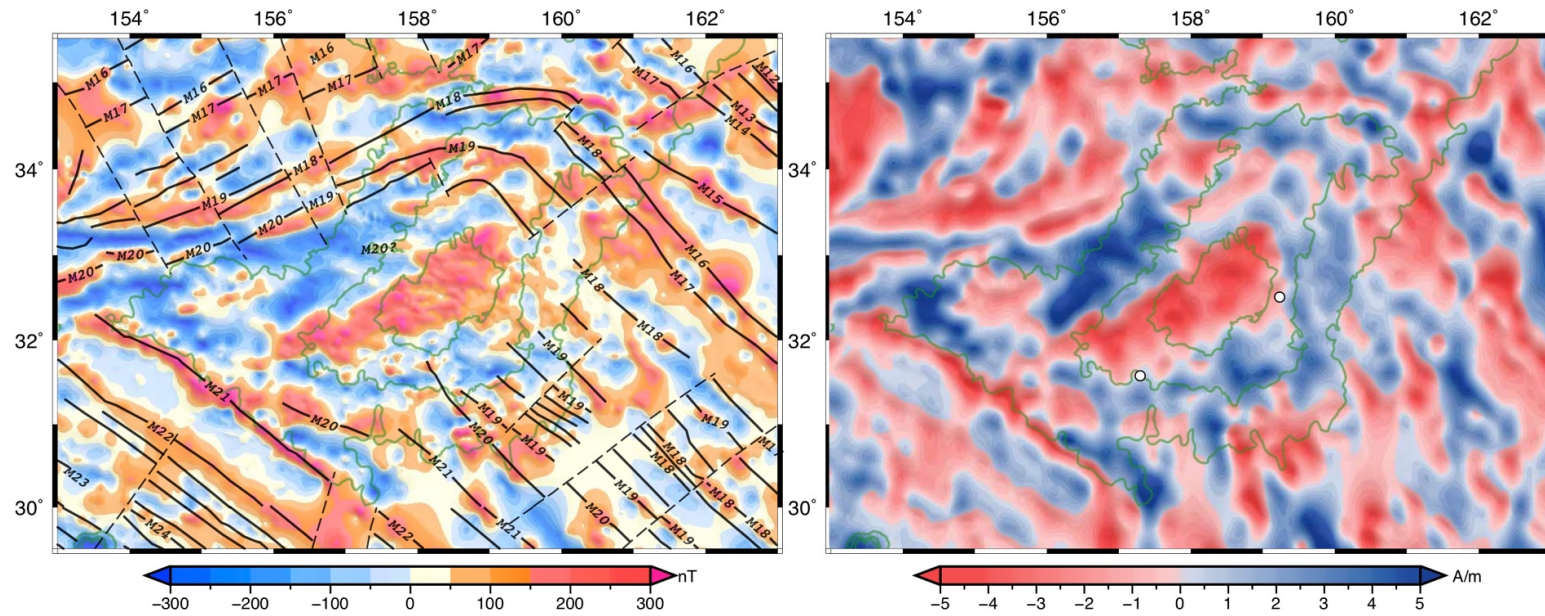 154° 156° 158° 160° 162° 154° 156° 158° 160° 162°
M16 M17 M16 M12
M16 M16 M17 M17 M17
M17 M17 M18 M13
M14
M18
M19 M18
34° 34°
M15
M19 M19
M20 M20 M20 M20? M16
M20 M17
M18
M18
32° 32°
M19
M21 M19
M20 M19 M19
M22 M20 M19 M18
M23 M21 M18 M17
30° M19 M18 30°
M24 M22 M21 M20 M19 M18
nT A/m
−300 −200 −100 0 100 200 300 −5 −4 −3 −2 −1 0 1 2 3 4 5